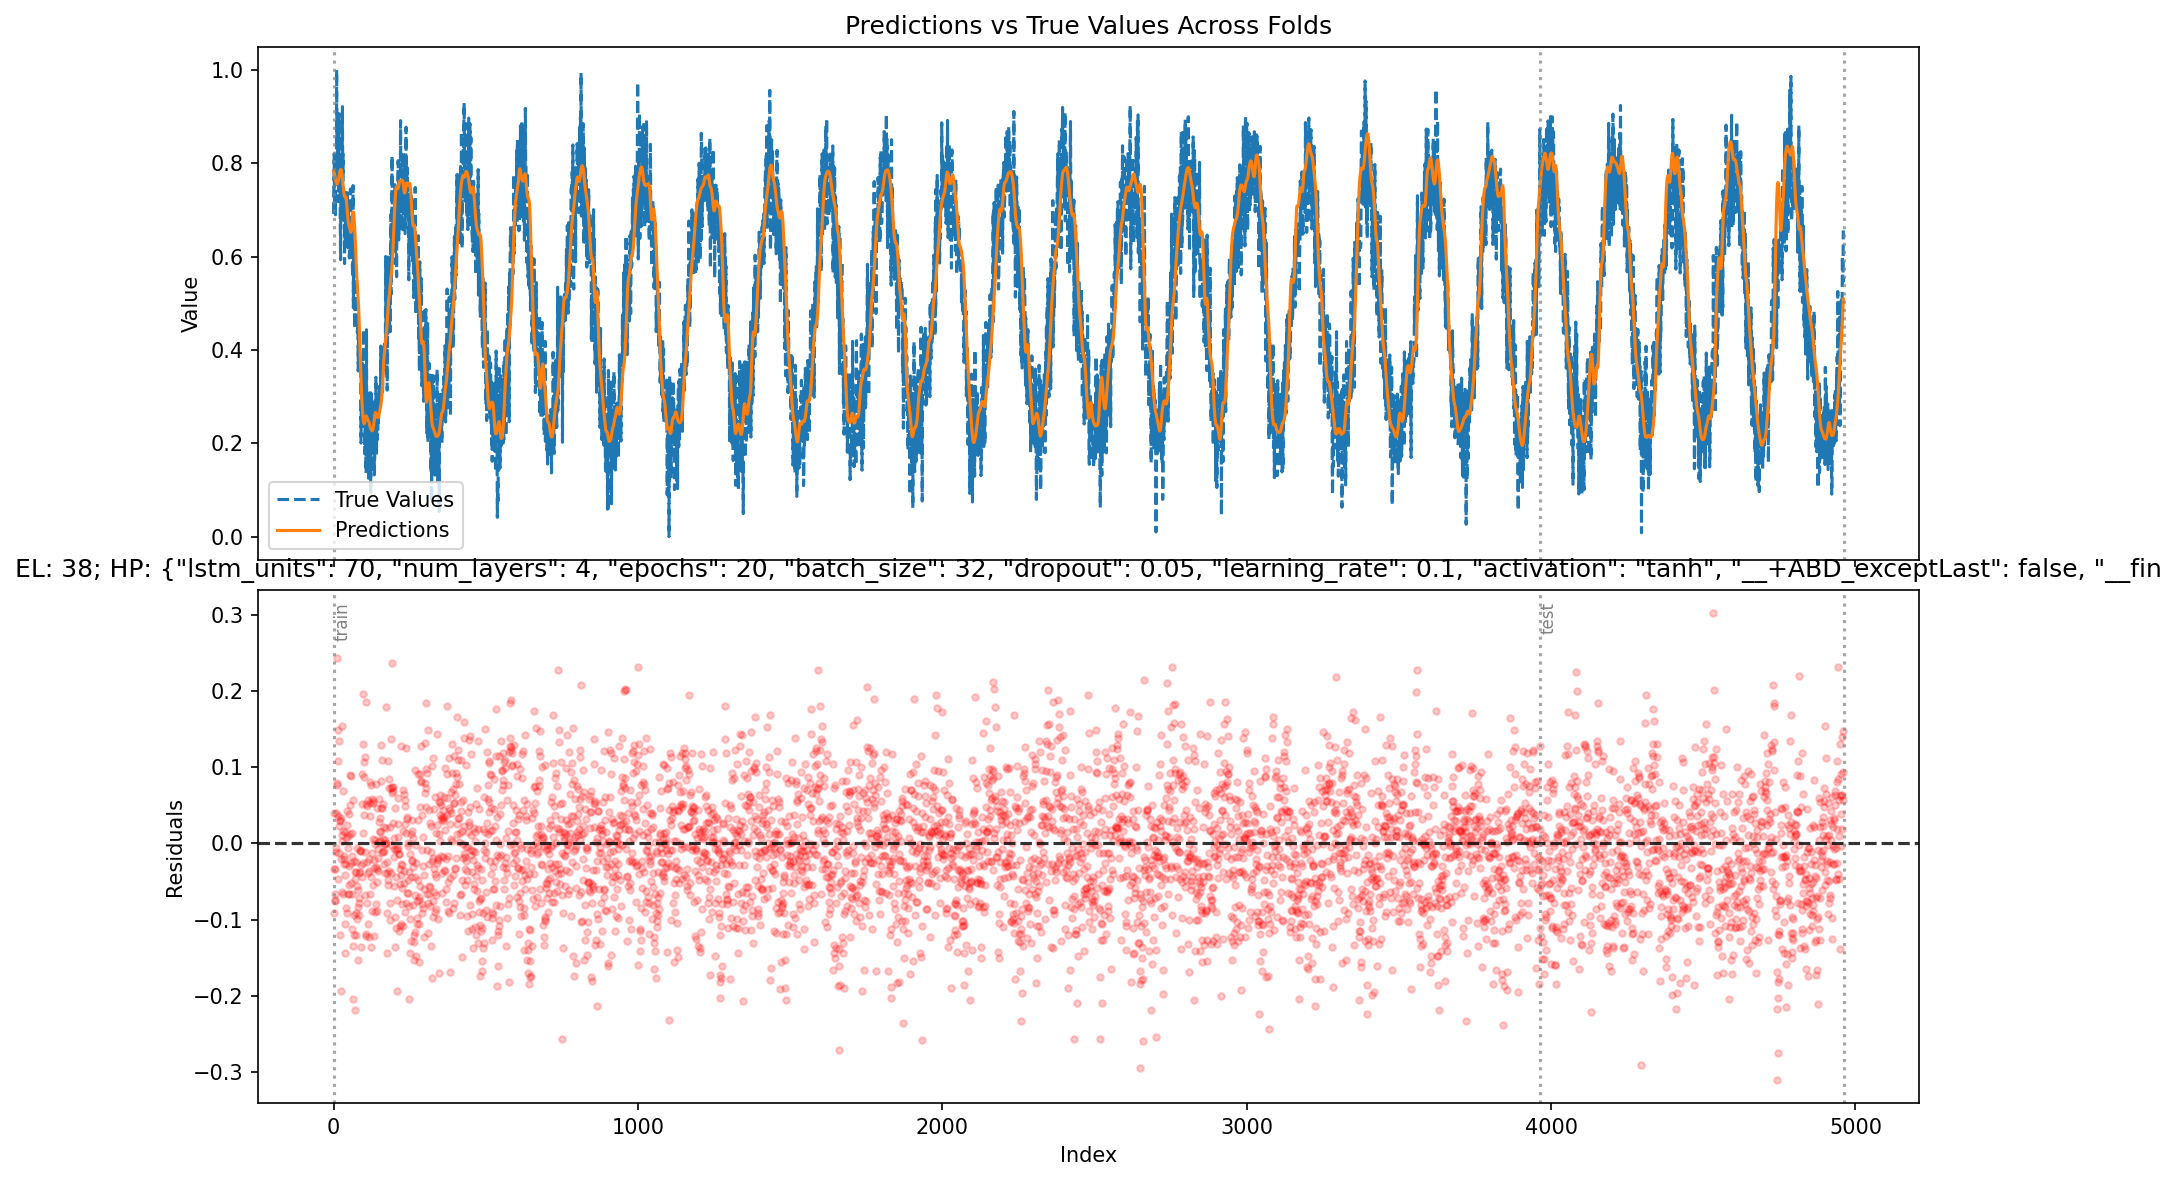 Predictions vs True Values Across Folds
1.0
0.8
0.6
0.4
0.2
0.0
Value
True Values
Predictions
EL: 38; HP: {"lstm_units": 70, "num_layers": 4, "epochs": 20, "batch_size": 32, "dropout": 0.05, "learning_rate": 0.1, "activation": "tanh", "__+ABD_exceptLast": false, "__fin
train
test
0.3
0.2
0.1
0.0
−0.1
−0.2
−0.3
Residuals
0 1000 2000 3000 4000 5000
Index